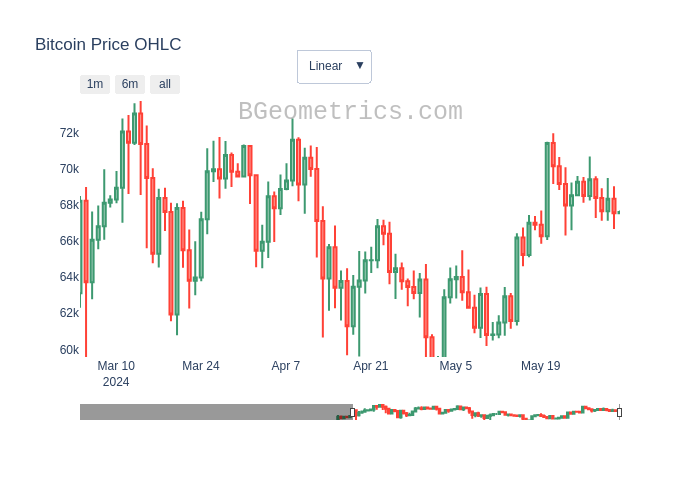 Bitcoin Price OHLC
Linear ▼
1m 6m all
BGeometrics.com
72k
70k
68k
66k
64k
62k
60k
Mar 10 Mar 24 Apr 7 Apr 21 May 5 May 19
2024